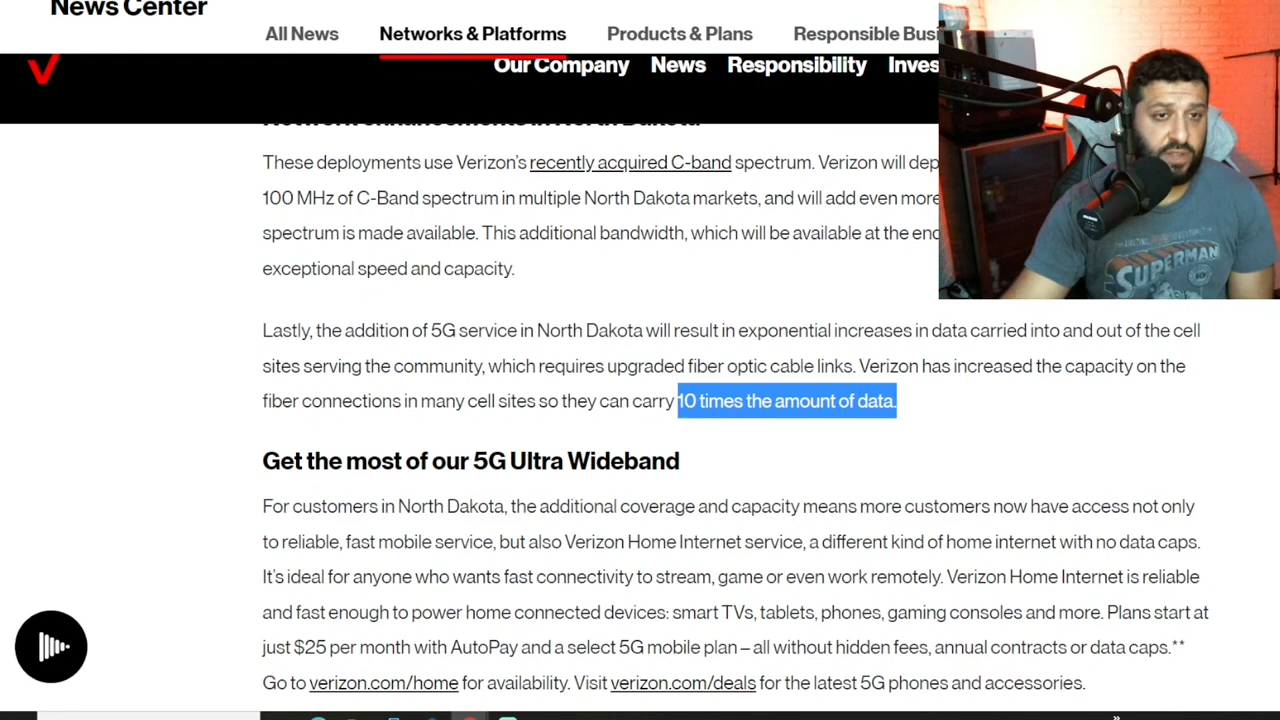 News Center
All News Networks & Platforms Products & Plans Responsible Busi
Our Company News Responsibility Inves
Network enhancements in North Dakota
These deployments use Verizon's recently acquired C-band spectrum. Verizon will dep
100 MHz of C-Band spectrum in multiple North Dakota markets, and will add even more
spectrum is made available. This additional bandwidth, which will be available at the end
exceptional speed and capacity.
Lastly, the addition of 5G service in North Dakota will result in exponential increases in data carried into and out of the cell
sites serving the community, which requires upgraded fiber optic cable links. Verizon has increased the capacity on the
fiber connections in many cell sites so they can carry 10 times the amount of data.
Get the most of our 5G Ultra Wideband
For customers in North Dakota, the additional coverage and capacity means more customers now have access not only
to reliable, fast mobile service, but also Verizon Home Internet service, a different kind of home internet with no data caps.
It's ideal for anyone who wants fast connectivity to stream, game or even work remotely. Verizon Home Internet is reliable
and fast enough to power home connected devices: smart TVs, tablets, phones, gaming consoles and more. Plans start at
just $25 per month with AutoPay and a select 5G mobile plan – all without hidden fees, annual contracts or data caps.**
Go to verizon.com/home for availability. Visit verizon.com/deals for the latest 5G phones and accessories.
SUPERMAN